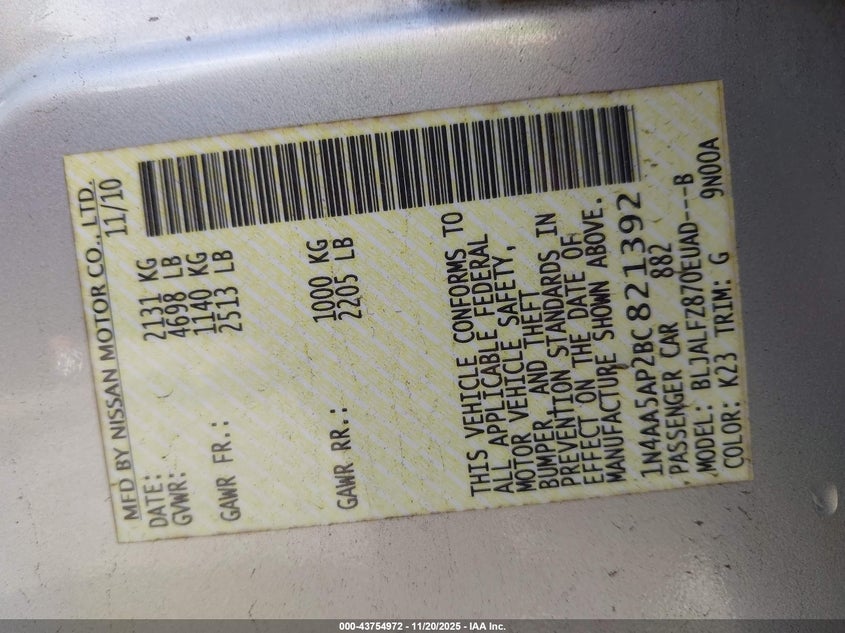 MFD BY NISSAN MOTOR CO., LTD.
DATE: 11/10
GVWR: 2131 KG
4698 LB
GAWR FR.: 1140 KG
2513 LB
GAWR RR.: 1000 KG
2205 LB
THIS VEHICLE CONFORMS TO
ALL APPLICABLE FEDERAL
MOTOR VEHICLE SAFETY,
BUMPER AND THEFT
PREVENTION STANDARDS IN
EFFECT ON THE DATE OF
MANUFACTURE SHOWN ABOVE.
1N4AA5AP2BC821392
PASSENGER CAR 882
MODEL: BLJALFZ870EUAD---B
COLOR: K23 TRIM: G 9N00A
000-43754972 - 11/20/2025 - IAA Inc.